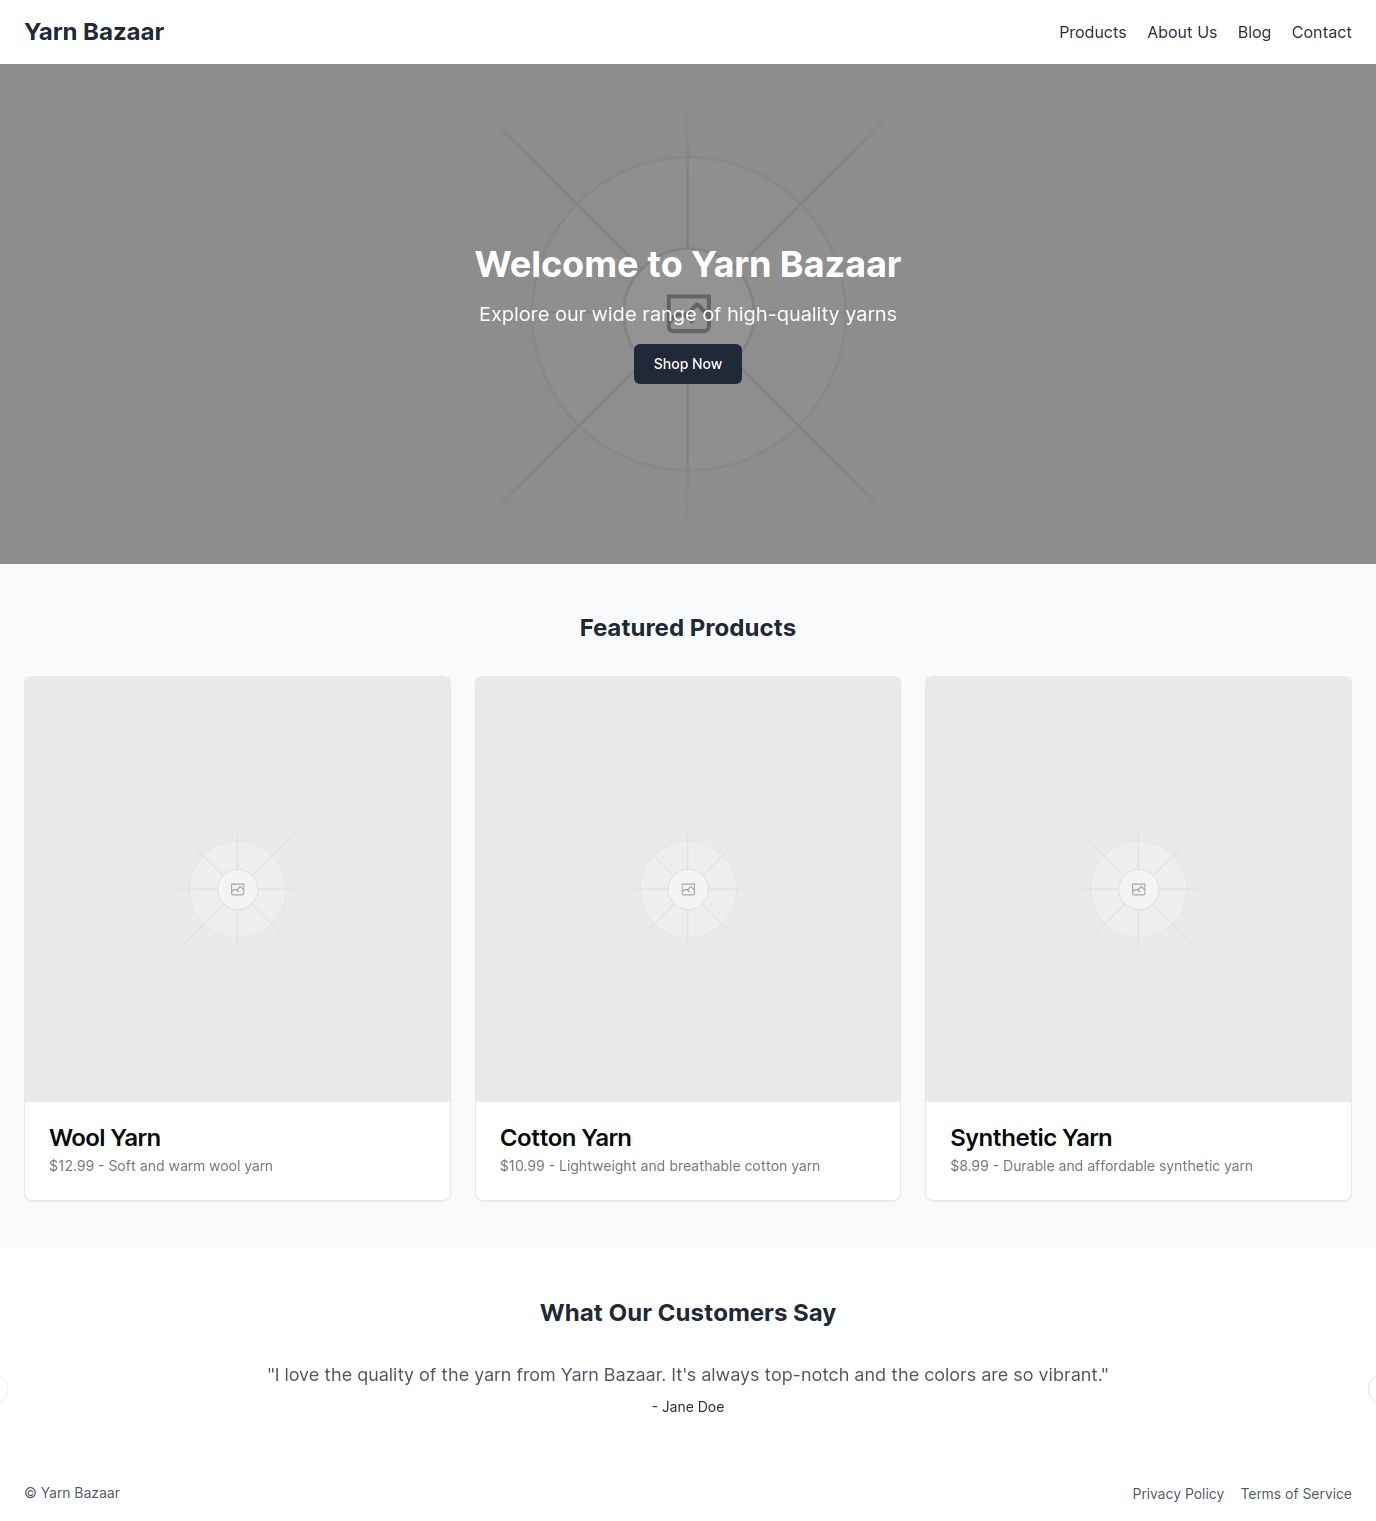 Yarn Bazaar
Products About Us Blog Contact
Welcome to Yarn Bazaar
Explore our wide range of high-quality yarns
Shop Now
Featured Products
Wool Yarn
$12.99 - Soft and warm wool yarn
Cotton Yarn
$10.99 - Lightweight and breathable cotton yarn
Synthetic Yarn
$8.99 - Durable and affordable synthetic yarn
What Our Customers Say
"I love the quality of the yarn from Yarn Bazaar. It's always top-notch and the colors are so vibrant."
- Jane Doe
© Yarn Bazaar
Privacy Policy Terms of Service